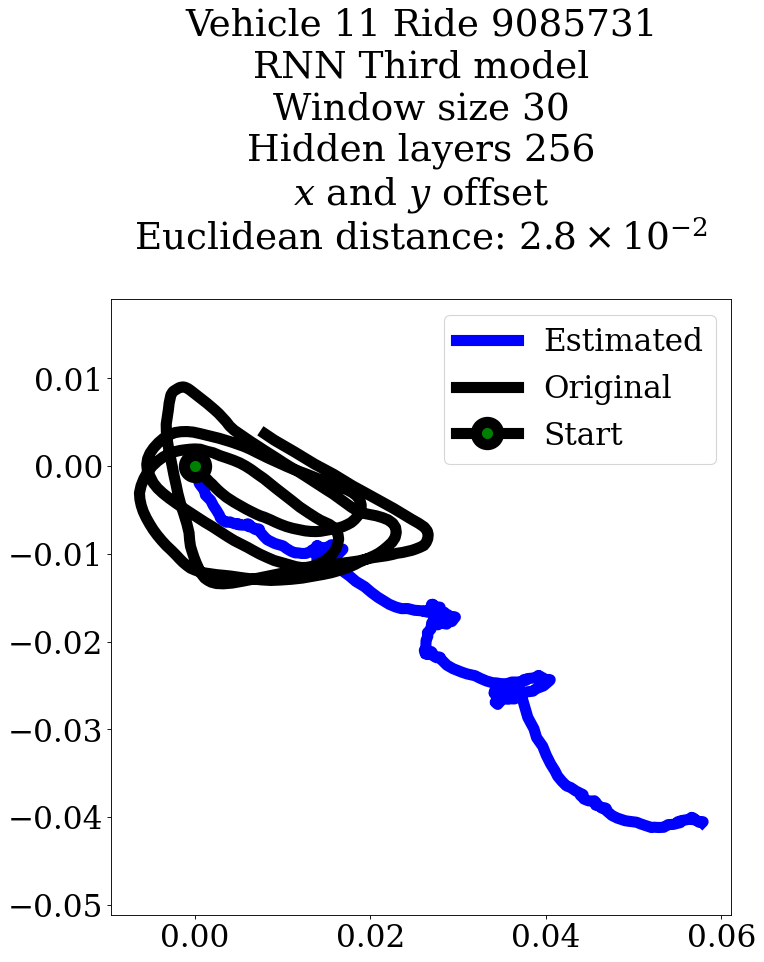 Vehicle 11 Ride 9085731
RNN Third model
Window size 30
Hidden layers 256
x and y offset
Euclidean distance: 2.8 × 10⁻²
Estimated
Original
Start
0.01
0.00
−0.01
−0.02
−0.03
−0.04
−0.05
0.00 0.02 0.04 0.06